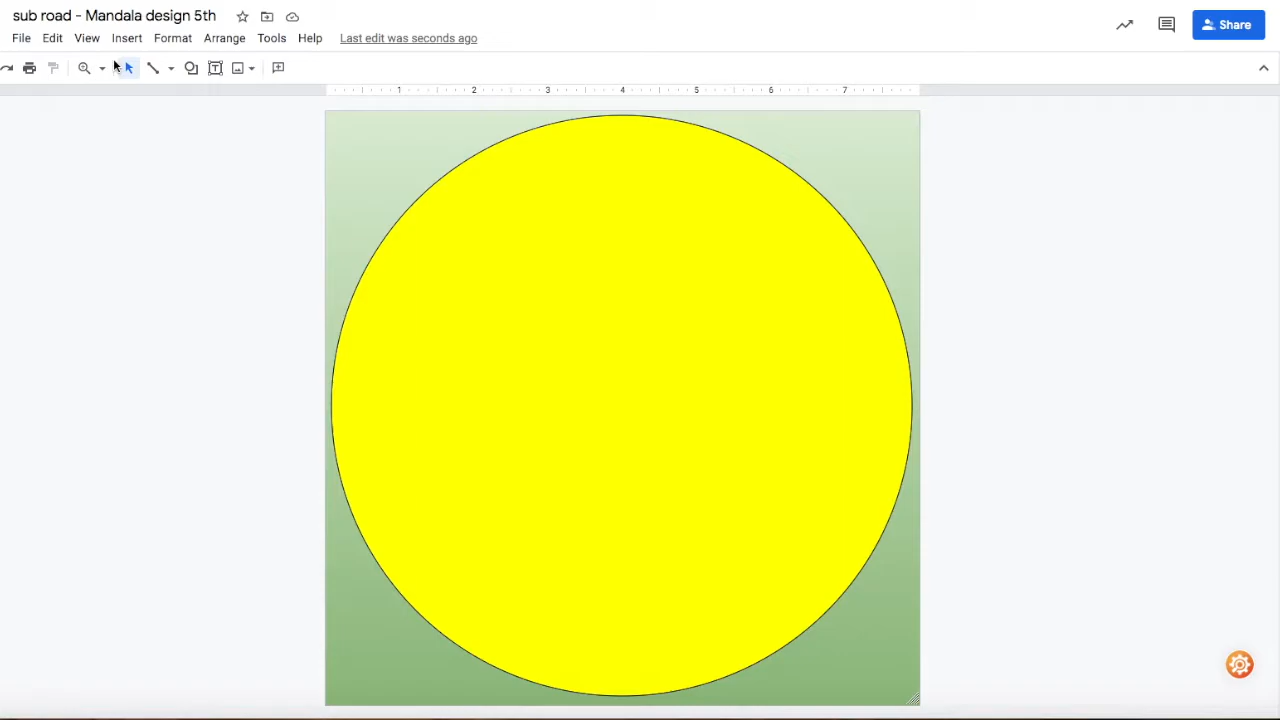 sub road - Mandala design 5th
File Edit View Insert Format Arrange Tools Help Last edit was seconds ago
Share
1 2 3 4 5 6 7